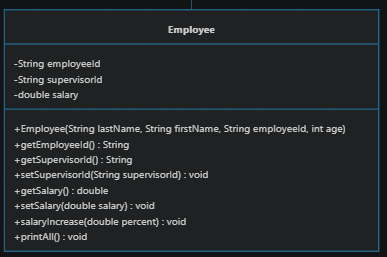 Employee
-String employeeId
-String supervisorId
-double salary
+Employee(String lastName, String firstName, String employeeId, int age)
+getEmployeeId() : String
+getSupervisorId() : String
+setSupervisorId(String supervisorId) : void
+getSalary() : double
+setSalary(double salary) : void
+salaryIncrease(double percent) : void
+printAll() : void